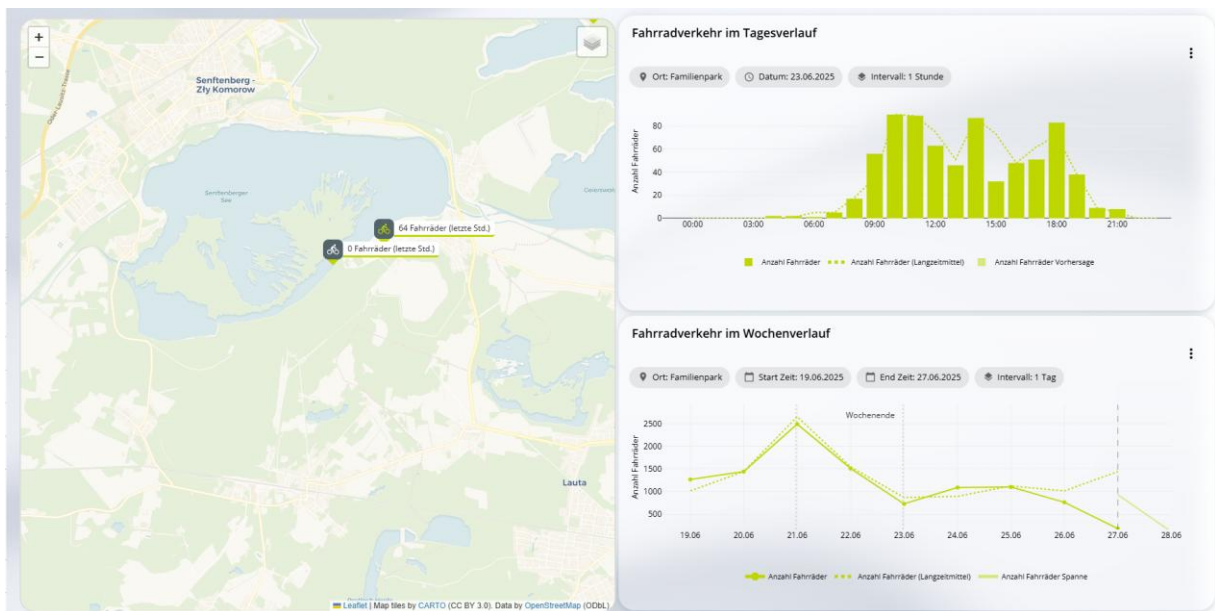 +
−
Senftenberg -
Zły Komorow
Senftenberger
See
64 Fahrräder (letzte Std.)
0 Fahrräder (letzte Std.)
Lauta
Leaflet | Map tiles by CARTO (CC BY 3.0). Data by OpenStreetMap (ODbL)
Fahrradverkehr im Tagesverlauf
Ort: Familienpark
Datum: 23.06.2025
Intervall: 1 Stunde
Anzahl Fahrräder
80
60
40
20
0
00:00 03:00 06:00 09:00 12:00 15:00 18:00 21:00
Anzahl Fahrräder
Anzahl Fahrräder (Langzeitmittel)
Anzahl Fahrräder Vorhersage
Fahrradverkehr im Wochenverlauf
Ort: Familienpark
Start Zeit: 19.06.2025
End Zeit: 27.06.2025
Intervall: 1 Tag
Wochenende
Anzahl Fahrräder
2500
2000
1500
1000
500
19.06 20.06 21.06 22.06 23.06 24.06 25.06 26.06 27.06 28.06
Anzahl Fahrräder
Anzahl Fahrräder (Langzeitmittel)
Anzahl Fahrräder Spanne